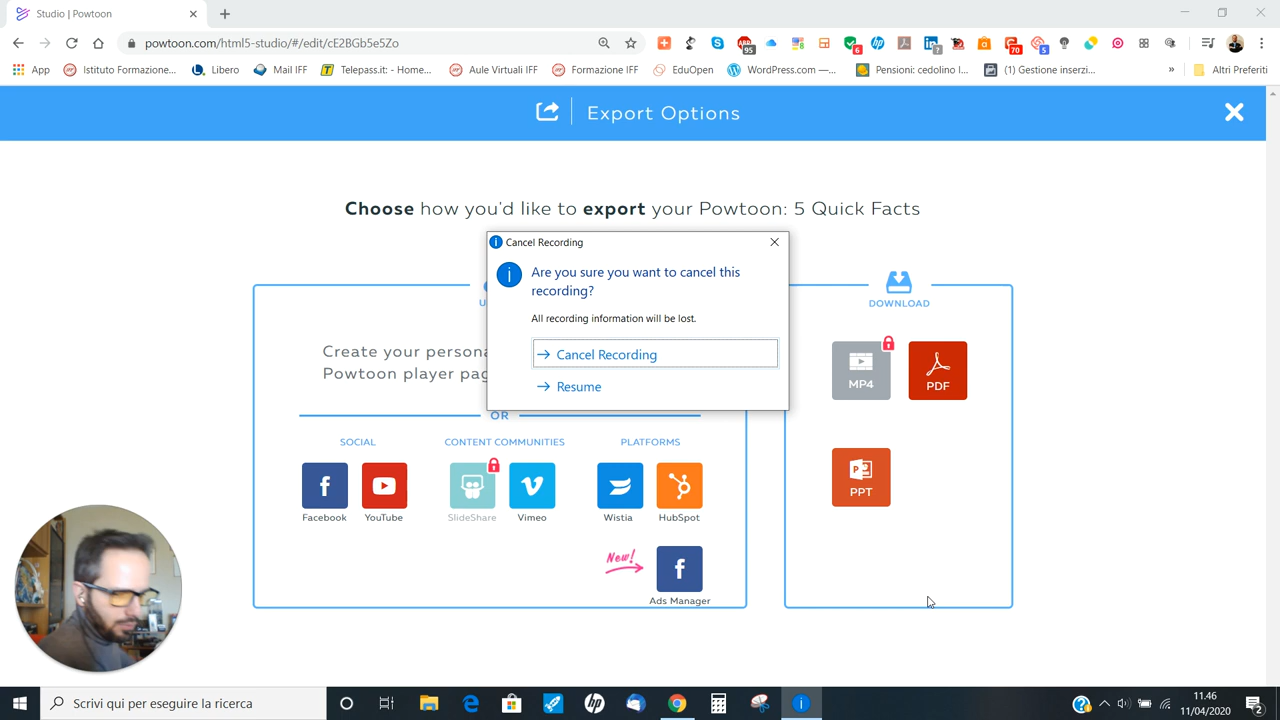 Studio | Powtoon
powtoon.com/html5-studio/#/edit/cE2BGb5e5Zo
95
6
?
70
5
App
Istituto Formazione...
Libero
Mail IFF
Telepass.it: - Home...
Aule Virtuali IFF
Formazione IFF
EduOpen
WordPress.com —...
Pensioni: cedolino I...
(1) Gestione inserzi...
»
Altri Preferiti
Export Options
Choose how you'd like to export your Powtoon: 5 Quick Facts
Cancel Recording
Are you sure you want to cancel this
recording?
All recording information will be lost.
Cancel Recording
Resume
U
Create your persona
Powtoon player pag
OR
SOCIAL
CONTENT COMMUNITIES
PLATFORMS
Facebook
YouTube
SlideShare
Vimeo
Wistia
HubSpot
New!
Ads Manager
DOWNLOAD
MP4
PDF
PPT
Scrivi qui per eseguire la ricerca
11.46
11/04/2020
2